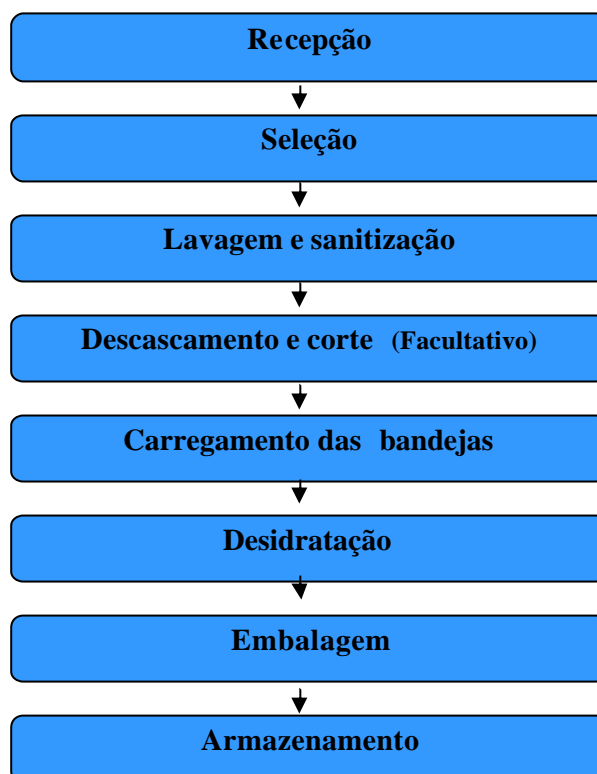 Recepção
Seleção
Lavagem e sanitização
Descascamento e corte (Facultativo)
Carregamento das bandejas
Desidratação
Embalagem
Armazenamento